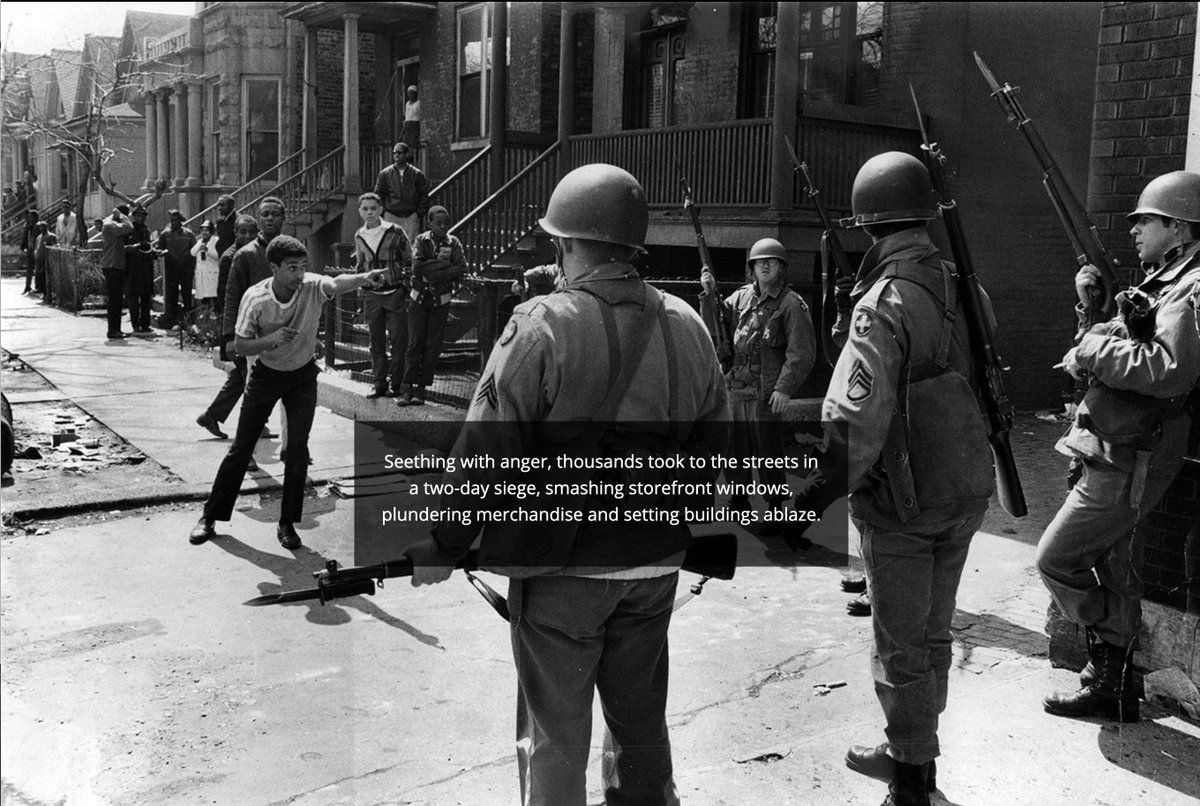 Seething with anger, thousands took to the streets in
a two-day siege, smashing storefront windows,
plundering merchandise and setting buildings ablaze.